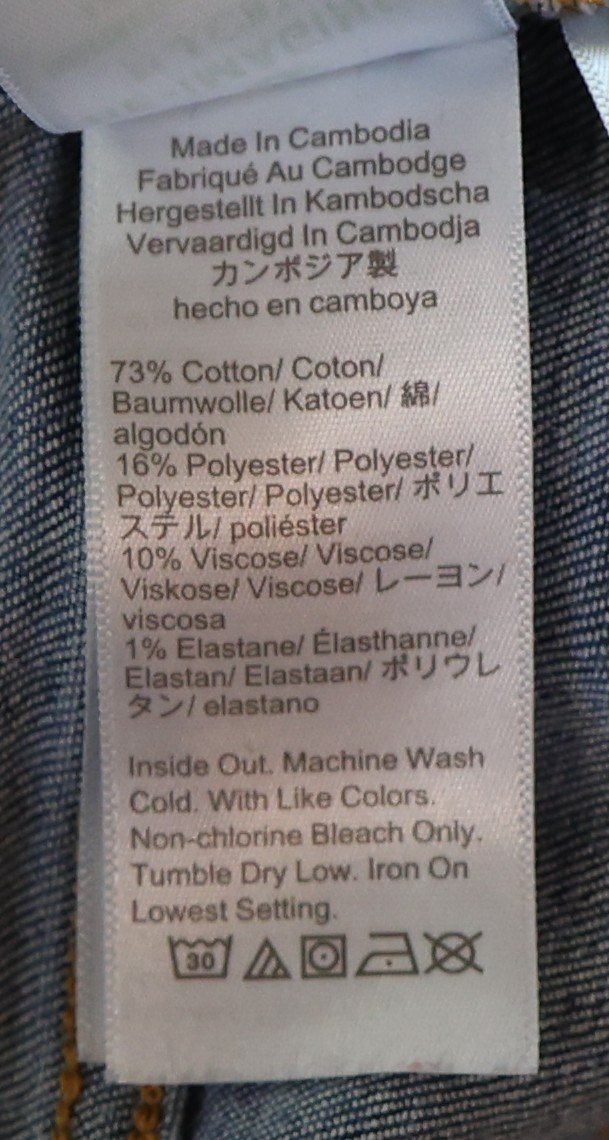 Made In Cambodia
Fabriqué Au Cambodge
Hergestellt In Kambodscha
Vervaardigd In Cambodja
カンボジア製
hecho en camboya
73% Cotton/ Coton/
Baumwolle/ Katoen/ 綿/
algodón
16% Polyester/ Polyester/
Polyester/ Polyester/ ポリエ
ステル/ poliéster
10% Viscose/ Viscose/
Viskose/ Viscose/ レーヨン/
viscosa
1% Elastane/ Élasthanne/
Elastan/ Elastaan/ ポリウレ
タン/ elastano
Inside Out. Machine Wash
Cold. With Like Colors.
Non-chlorine Bleach Only.
Tumble Dry Low. Iron On
Lowest Setting.
30